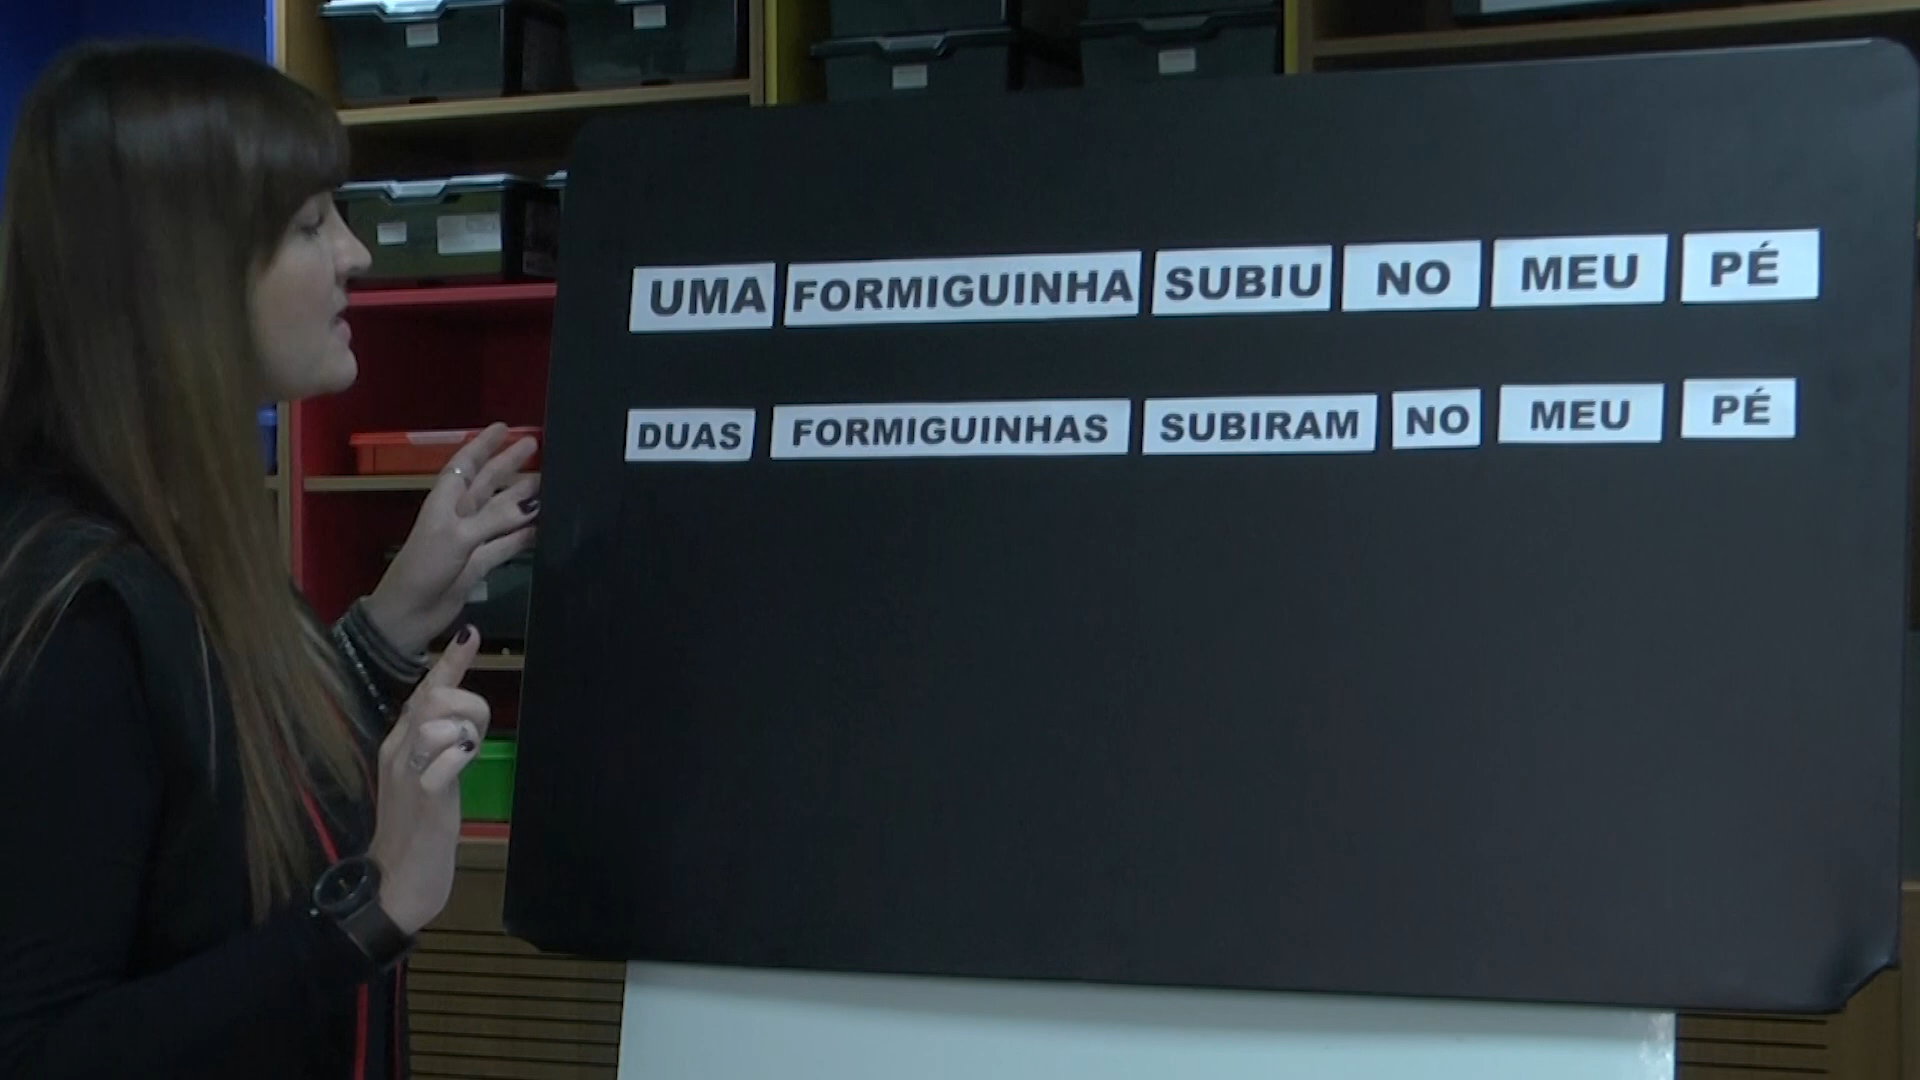 UMA FORMIGUINHA SUBIU NO MEU PÉ
DUAS FORMIGUINHAS SUBIRAM NO MEU PÉ